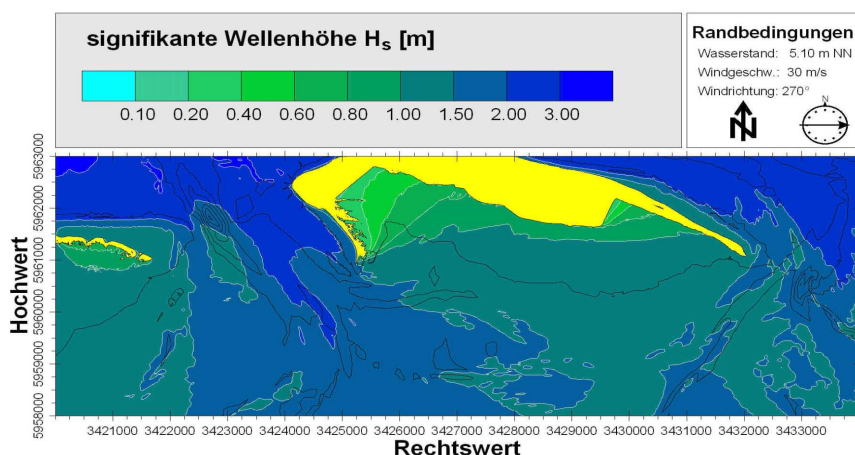 signifikante Wellenhöhe Hs [m]
0.10 0.20 0.40 0.60 0.80 1.00 1.50 2.00 3.00
Randbedingungen
Wasserstand: 5.10 m NN
Windgeschw.: 30 m/s
Windrichtung: 270°
N
N
Hochwert
5963000
5962000
5961000
5960000
5959000
5958000
3421000 3422000 3423000 3424000 3425000 3426000 3427000 3428000 3429000 3430000 3431000 3432000 3433000
Rechtswert